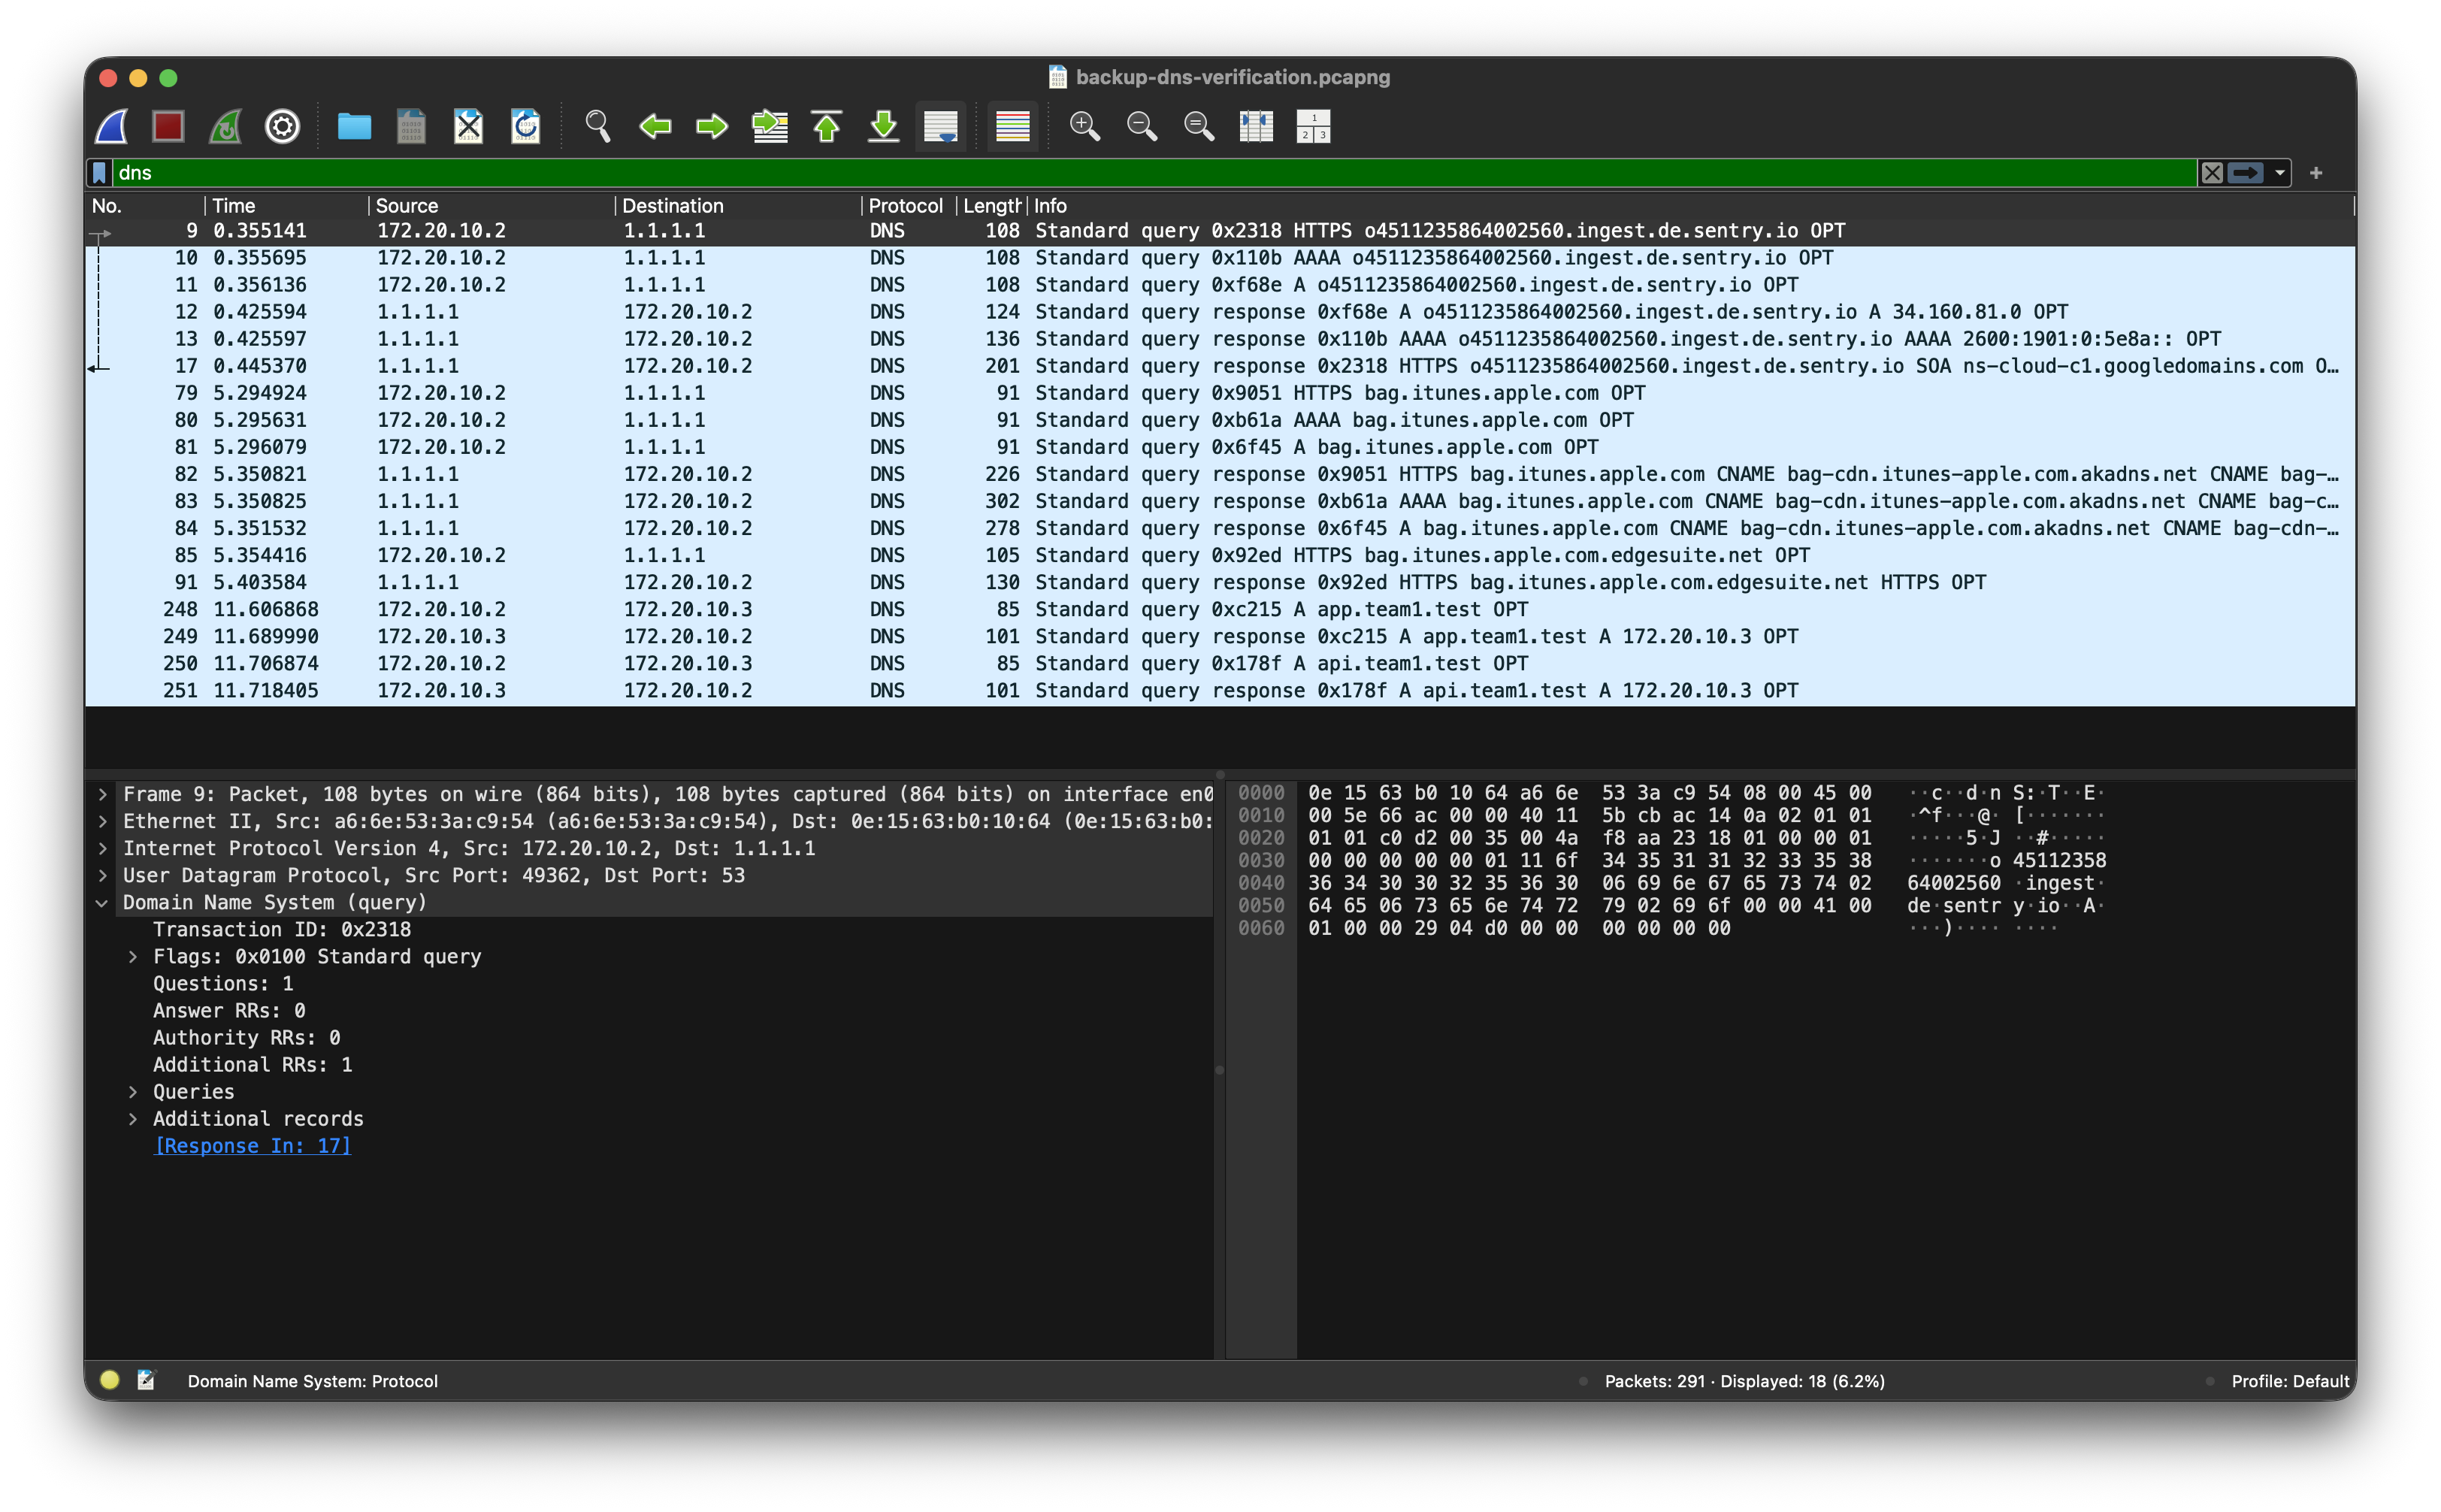 backup-dns-verification.pcapng
dns
No. Time Source Destination Protocol Length Info
9 0.355141 172.20.10.2 1.1.1.1 DNS 108 Standard query 0x2318 HTTPS o4511235864002560.ingest.de.sentry.io OPT
10 0.355695 172.20.10.2 1.1.1.1 DNS 108 Standard query 0x110b AAAA o4511235864002560.ingest.de.sentry.io OPT
11 0.356136 172.20.10.2 1.1.1.1 DNS 108 Standard query 0xf68e A o4511235864002560.ingest.de.sentry.io OPT
12 0.425594 1.1.1.1 172.20.10.2 DNS 124 Standard query response 0xf68e A o4511235864002560.ingest.de.sentry.io A 34.160.81.0 OPT
13 0.425597 1.1.1.1 172.20.10.2 DNS 136 Standard query response 0x110b AAAA o4511235864002560.ingest.de.sentry.io AAAA 2600:1901:0:5e8a:: OPT
17 0.445370 1.1.1.1 172.20.10.2 DNS 201 Standard query response 0x2318 HTTPS o4511235864002560.ingest.de.sentry.io SOA ns-cloud-c1.googledomains.com O…
79 5.294924 172.20.10.2 1.1.1.1 DNS 91 Standard query 0x9051 HTTPS bag.itunes.apple.com OPT
80 5.295631 172.20.10.2 1.1.1.1 DNS 91 Standard query 0xb61a AAAA bag.itunes.apple.com OPT
81 5.296079 172.20.10.2 1.1.1.1 DNS 91 Standard query 0x6f45 A bag.itunes.apple.com OPT
82 5.350821 1.1.1.1 172.20.10.2 DNS 226 Standard query response 0x9051 HTTPS bag.itunes.apple.com CNAME bag-cdn.itunes-apple.com.akadns.net CNAME bag-…
83 5.350825 1.1.1.1 172.20.10.2 DNS 302 Standard query response 0xb61a AAAA bag.itunes.apple.com CNAME bag-cdn.itunes-apple.com.akadns.net CNAME bag-c…
84 5.351532 1.1.1.1 172.20.10.2 DNS 278 Standard query response 0x6f45 A bag.itunes.apple.com CNAME bag-cdn.itunes-apple.com.akadns.net CNAME bag-cdn-…
85 5.354416 172.20.10.2 1.1.1.1 DNS 105 Standard query 0x92ed HTTPS bag.itunes.apple.com.edgesuite.net OPT
91 5.403584 1.1.1.1 172.20.10.2 DNS 130 Standard query response 0x92ed HTTPS bag.itunes.apple.com.edgesuite.net HTTPS OPT
248 11.606868 172.20.10.2 172.20.10.3 DNS 85 Standard query 0xc215 A app.team1.test OPT
249 11.689990 172.20.10.3 172.20.10.2 DNS 101 Standard query response 0xc215 A app.team1.test A 172.20.10.3 OPT
250 11.706874 172.20.10.2 172.20.10.3 DNS 85 Standard query 0x178f A api.team1.test OPT
251 11.718405 172.20.10.3 172.20.10.2 DNS 101 Standard query response 0x178f A api.team1.test A 172.20.10.3 OPT
Frame 9: Packet, 108 bytes on wire (864 bits), 108 bytes captured (864 bits) on interface en0
Ethernet II, Src: a6:6e:53:3a:c9:54 (a6:6e:53:3a:c9:54), Dst: 0e:15:63:b0:10:64 (0e:15:63:b0:
Internet Protocol Version 4, Src: 172.20.10.2, Dst: 1.1.1.1
User Datagram Protocol, Src Port: 49362, Dst Port: 53
Domain Name System (query)
Transaction ID: 0x2318
Flags: 0x0100 Standard query
Questions: 1
Answer RRs: 0
Authority RRs: 0
Additional RRs: 1
Queries
Additional records
[Response In: 17]
0000 0e 15 63 b0 10 64 a6 6e 53 3a c9 54 08 00 45 00 ··c··d·n S:·T··E·
0010 00 5e 66 ac 00 00 40 11 5b cb ac 14 0a 02 01 01 ·^f···@· [·······
0020 01 01 c0 d2 00 35 00 4a f8 aa 23 18 01 00 00 01 ·····5·J ··#·····
0030 00 00 00 00 00 01 11 6f 34 35 31 31 32 33 35 38 ·······o 45112358
0040 36 34 30 30 32 35 36 30 06 69 6e 67 65 73 74 02 64002560 ·ingest·
0050 64 65 06 73 65 6e 74 72 79 02 69 6f 00 00 41 00 de·sentr y·io··A·
0060 01 00 00 29 04 d0 00 00 00 00 00 00 ···)···· ····
Domain Name System: Protocol
Packets: 291 · Displayed: 18 (6.2%)
Profile: Default